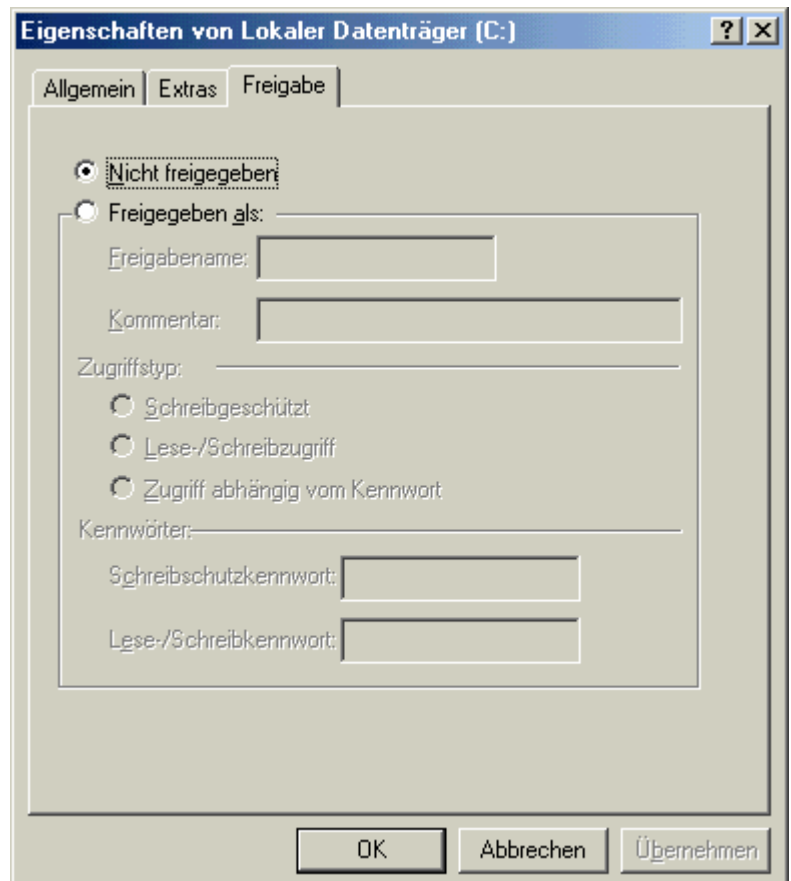 Eigenschaften von Lokaler Datenträger (C:)
Allgemein Extras Freigabe
Nicht freigegeben
Freigegeben als:
Freigabename:
Kommentar:
Zugriffstyp:
Schreibgeschützt
Lese-/Schreibzugriff
Zugriff abhängig vom Kennwort
Kennwörter:
Schreibschutzkennwort:
Lese-/Schreibkennwort:
OK Abbrechen Übernehmen